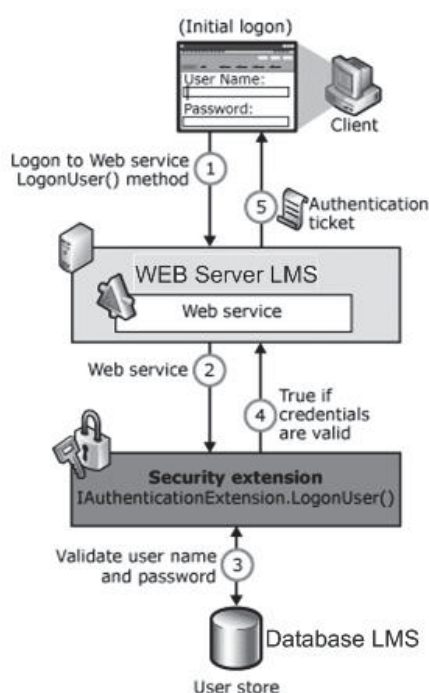 (Initial logon)
User Name:
Password:
Client
Logon to Web service
LogonUser() method
1
5
Authentication
ticket
WEB Server LMS
Web service
Web service
2
4
True if
credentials
are valid
Security extension
IAuthenticationExtension.LogonUser()
Validate user name
and password
3
Database LMS
User store